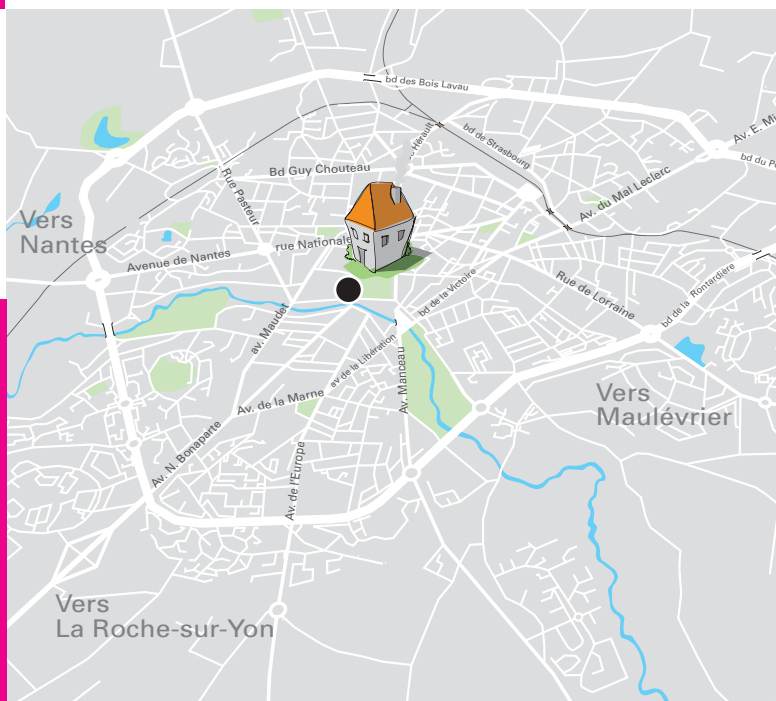 bd des Bois Lavau
bd de Strasbourg
Av. E. Mi
bd du P
Hérault
Bd Guy Chouteau
Rue Pasteur
Av. du Mal Leclerc
Vers
Nantes
rue Nationale
Avenue de Nantes
bd de la Victoire
Rue de Lorraine
bd de la Rontardière
av. Maudet
av de la Libération
Av. Manceau
Av. de la Marne
Vers
Maulévrier
Av. N. Bonaparte
Av. de l'Europe
Vers
La Roche-sur-Yon